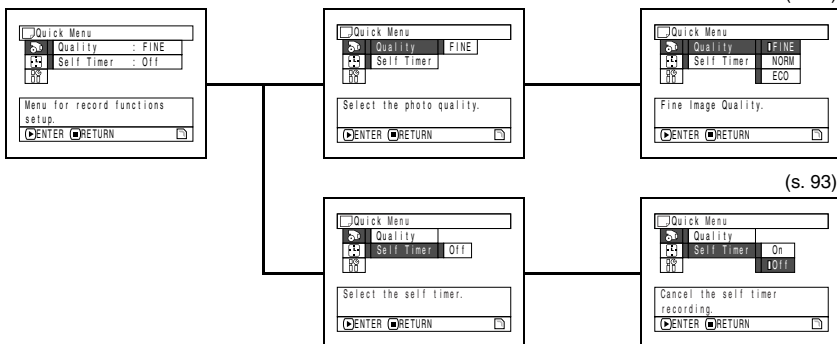 Quick Menu
Quality : FINE
Self Timer : Off
Menu for record functions
setup.
ENTER RETURN
Quick Menu
Quality FINE
Self Timer
Select the photo quality.
ENTER RETURN
Quick Menu
Quality FINE
Self Timer NORM
ECO
Fine Image Quality.
ENTER RETURN
(s. 93)
Quick Menu
Quality
Self Timer Off
Select the self timer.
ENTER RETURN
Quick Menu
Quality
Self Timer On
Off
Cancel the self timer
recording.
ENTER RETURN